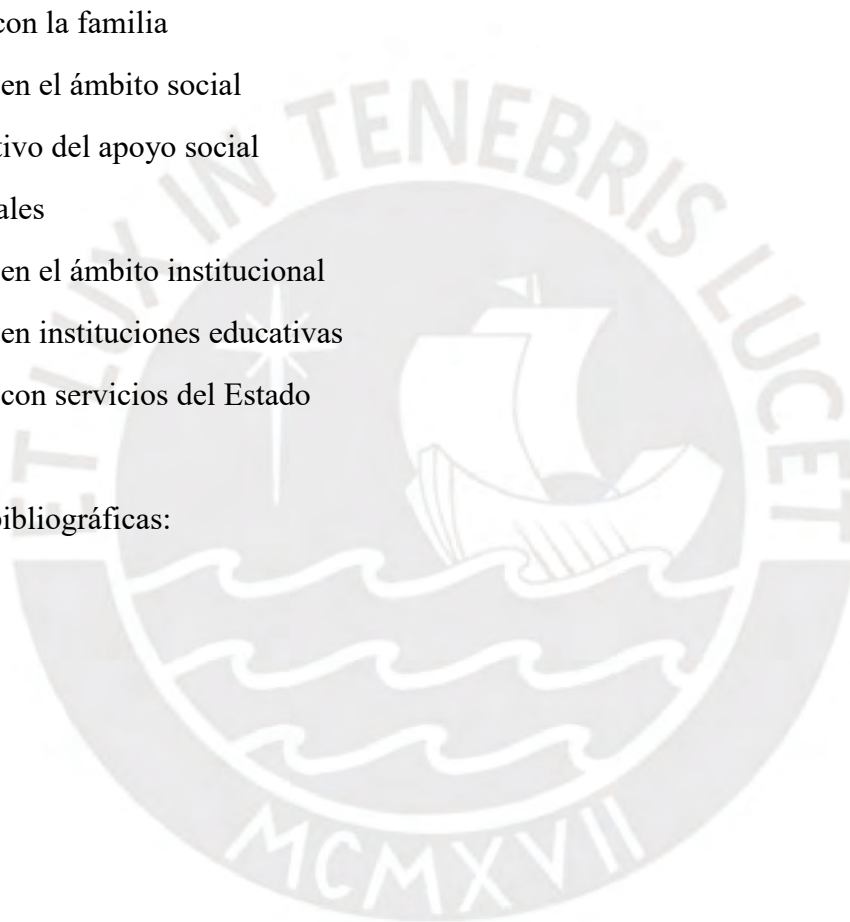 con la familia
en el ámbito social
tivo del apoyo social
ales
en el ámbito institucional
en instituciones educativas
con servicios del Estado
bibliográficas:
ET LUX IN TENEBRIS LUCET
MCMXVII